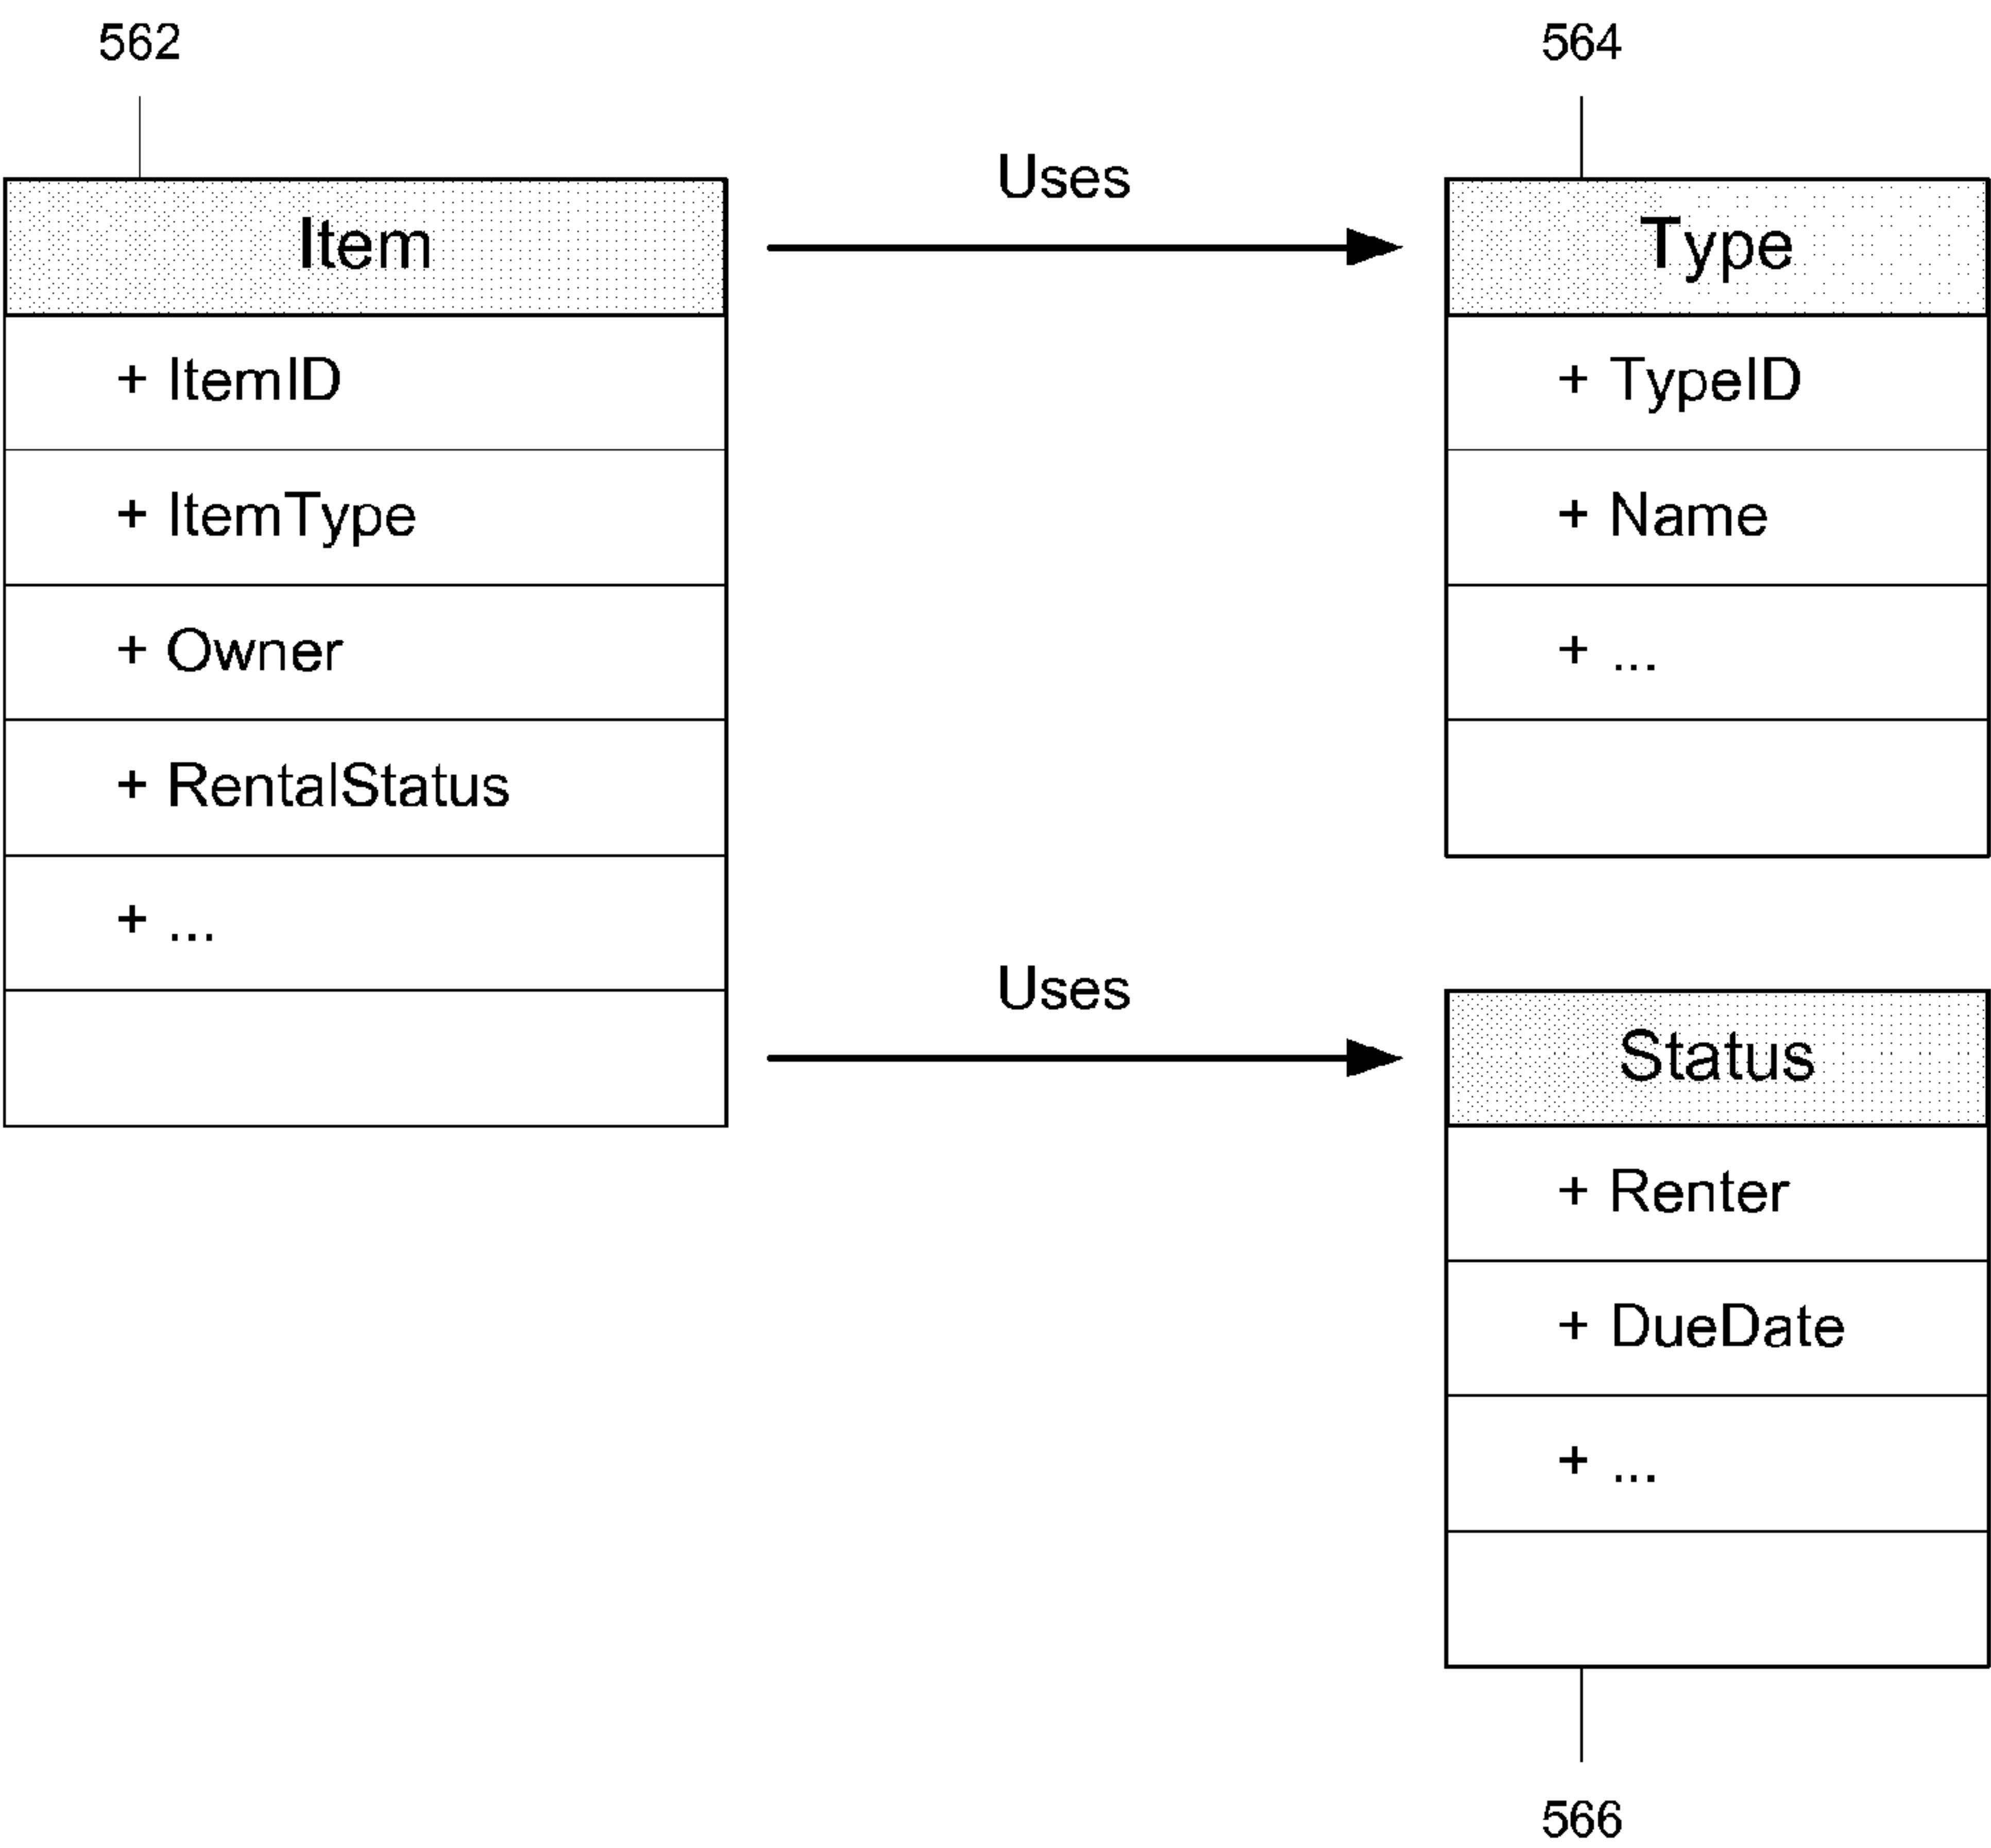 562
564
Item
Uses
Type
+ ItemID
+ ItemType
+ Owner
+ RentalStatus
+ ...
+ TypeID
+ Name
+ ...
Uses
Status
+ Renter
+ DueDate
+ ...
566